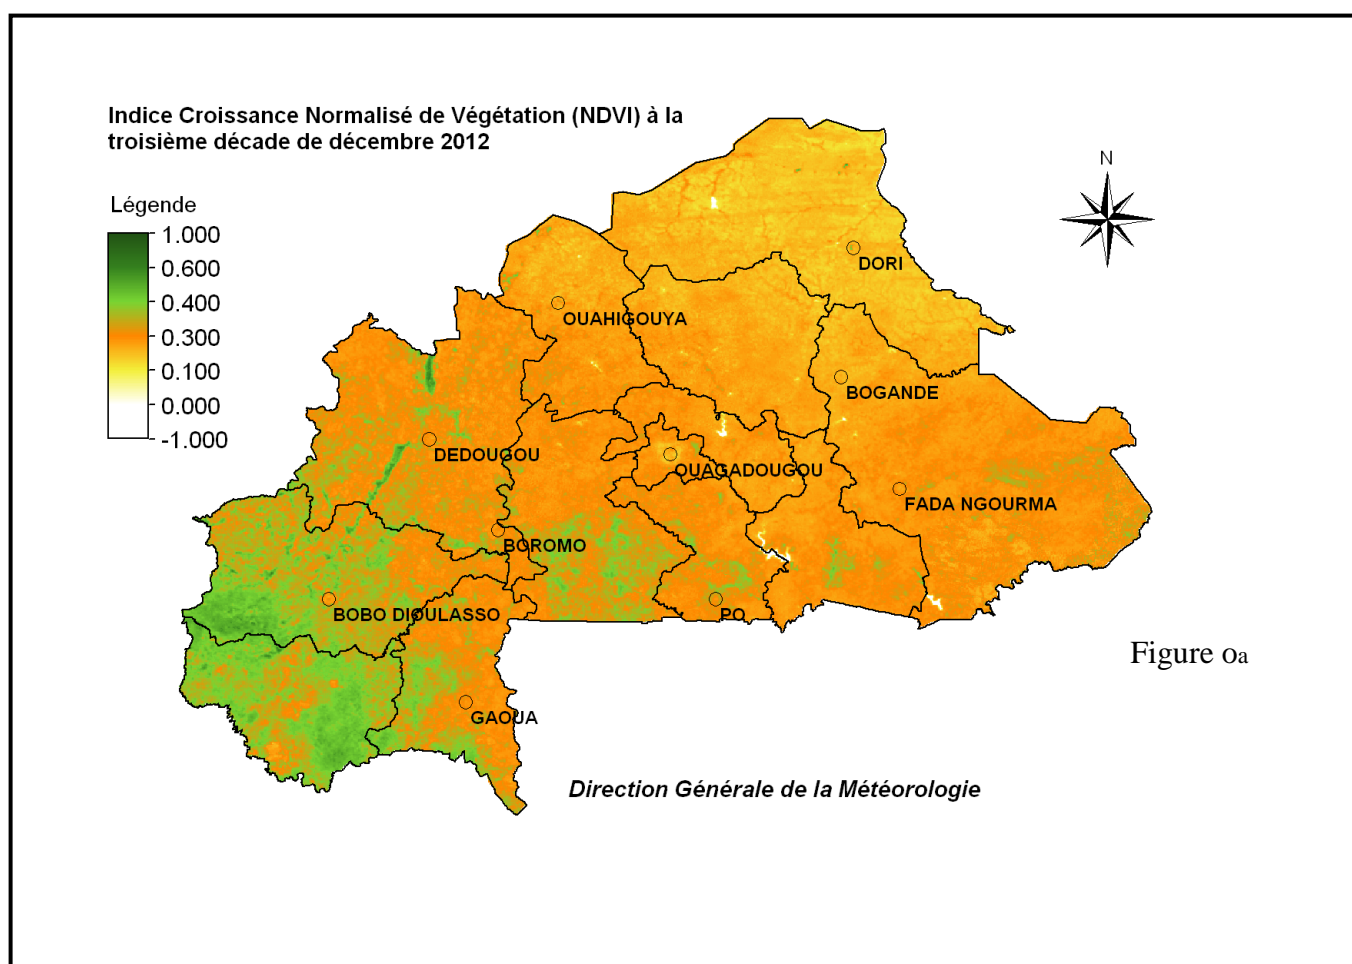 Indice Croissance Normalisé de Végétation (NDVI) à la
troisième décade de décembre 2012
Légende
1.000
0.600
0.400
0.300
0.100
0.000
-1.000
N
DORI
OUAHIGOUYA
BOGANDE
DEDOUGOU
OUAGADOUGOU
FADA NGOURMA
BOROMO
BOBO DIOULASSO
PO
GAOUA
Figure oa
Direction Générale de la Météorologie